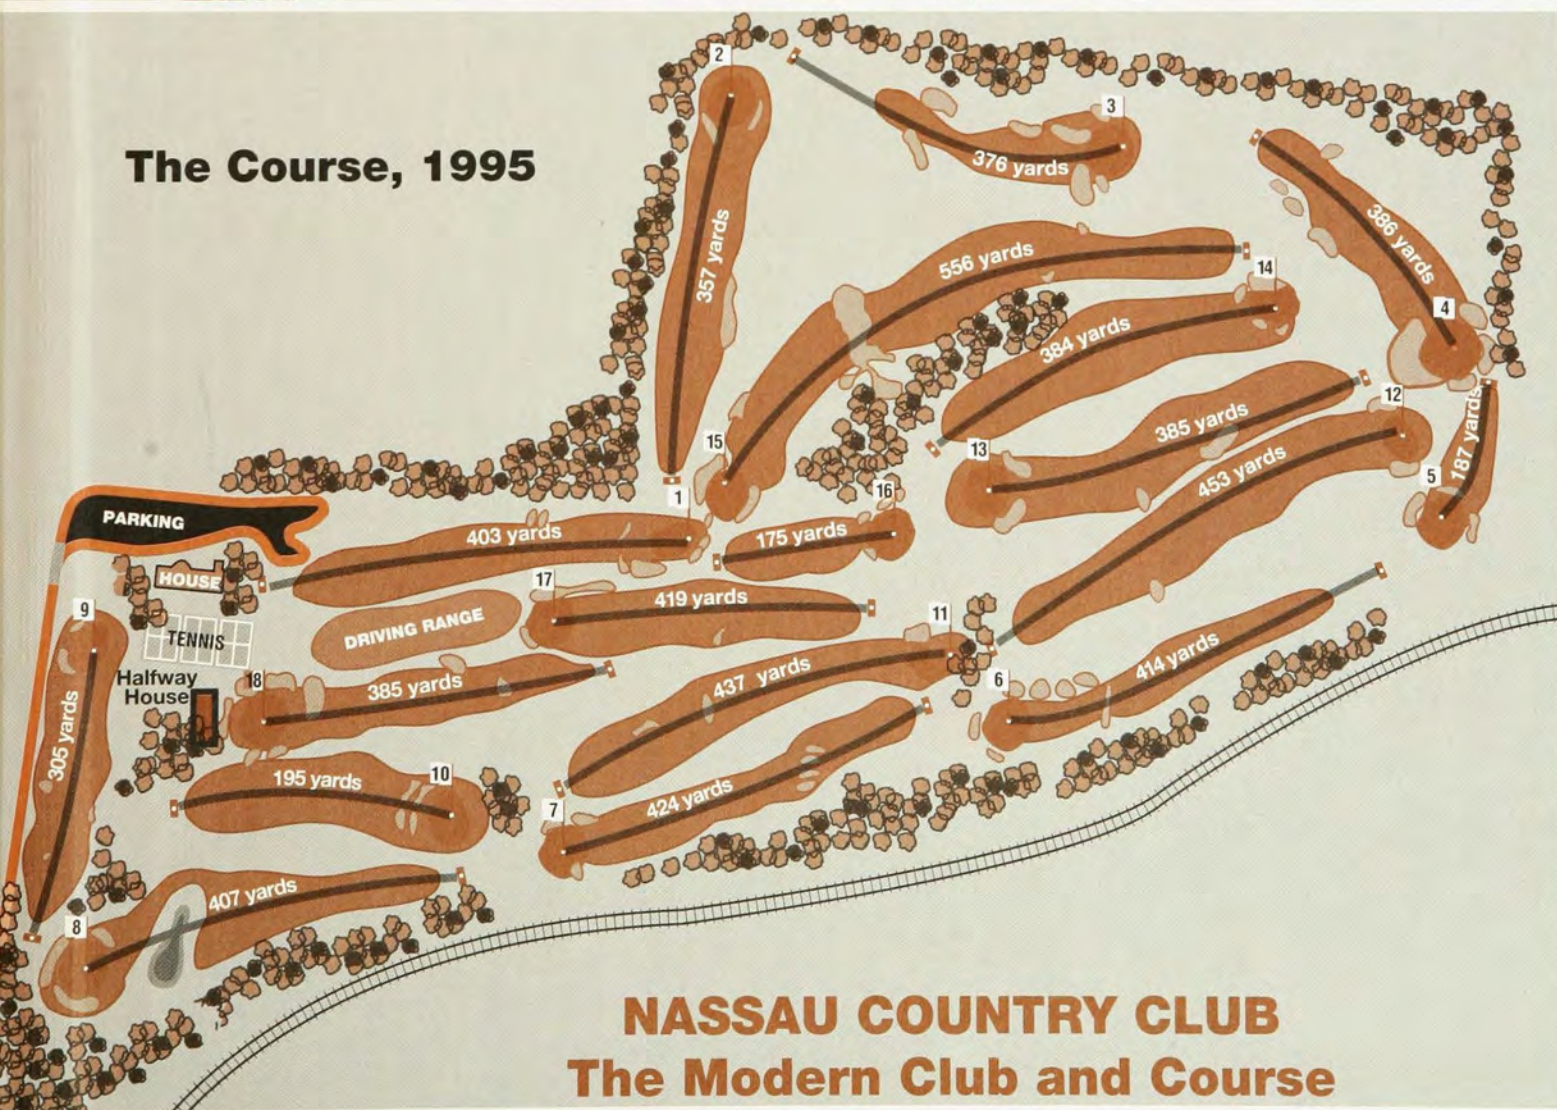 The Course, 1995
2
3
376 yards
386 yards
357 yards
556 yards
14
4
384 yards
12
385 yards
187 yards
15
13
453 yards
5
1
16
PARKING
403 yards
175 yards
HOUSE
17
419 yards
9
DRIVING RANGE
11
TENNIS
414 yards
Halfway
House
18
385 yards
437 yards
6
305 yards
195 yards
10
7
424 yards
407 yards
8
NASSAU COUNTRY CLUB
The Modern Club and Course